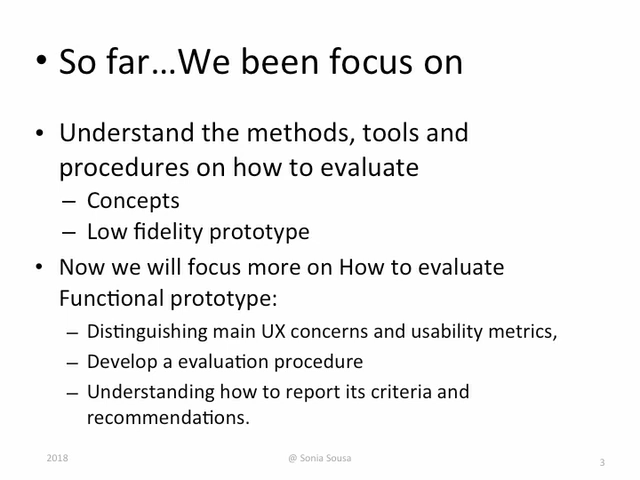 • So far...We been focus on
• Understand the methods, tools and
procedures on how to evaluate
– Concepts
– Low fidelity prototype
• Now we will focus more on How to evaluate
Functional prototype:
– Distinguishing main UX concerns and usability metrics,
– Develop a evaluation procedure
– Understanding how to report its criteria and
recommendations.
2018 @ Sonia Sousa 3